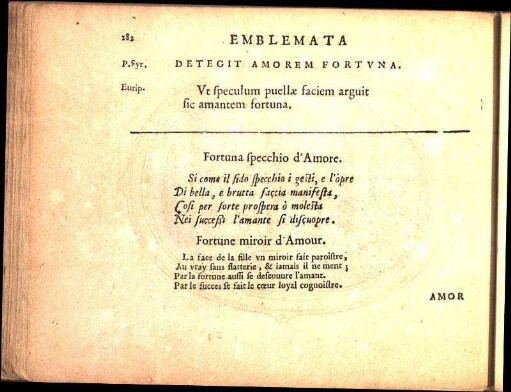 182 EMBLEMATA
P. Syr. DETEGIT AMOREM FORTVNA.
Eurip. Vt ſpeculum puellæ faciem arguit
ſic amantem fortuna.
Fortuna ſpecchio d'Amore.
Si come il fido ſpecchio i geſti, e l'òpre
Di bella, e brutta faccia manifeſta,
Coſi per ſorte proſpera ò moleſta
Nei ſucceßi l'amante ſi diſcuopre.
Fortune miroir d'Amour.
La face de la fille vn miroir fait paroiſtre,
Au vray ſans flatterie, & iamais il ne ment;
Par la fortune auſſi ſe deſcouure l'amant.
Par le ſucces ſe fait le cœur loyal cognoiſtre.
AMOR